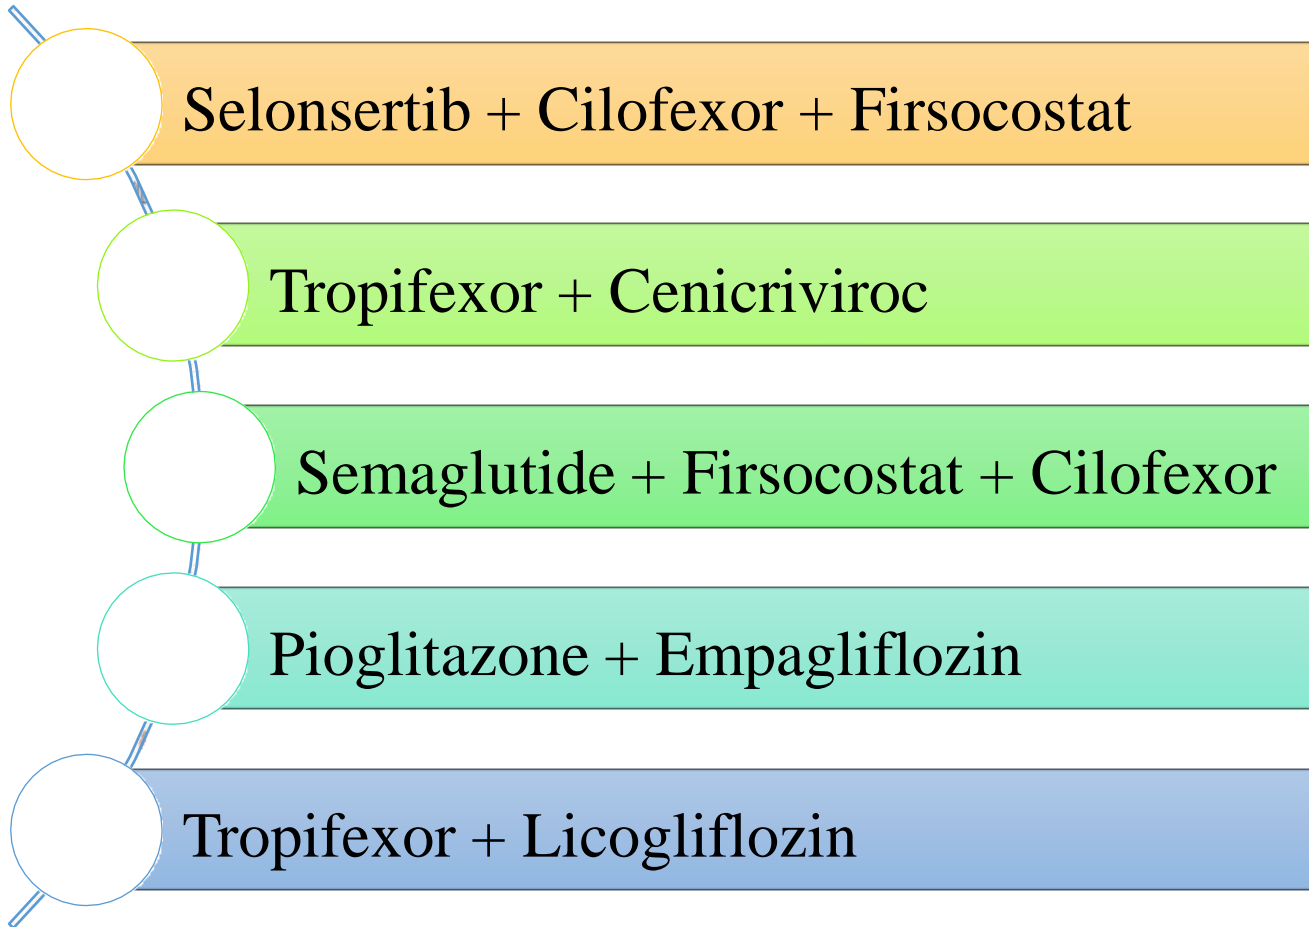 Selonsertib + Cilofexor + Firsocostat
Tropifexor + Cenicriviroc
Semaglutide + Firsocostat + Cilofexor
Pioglitazone + Empagliflozin
Tropifexor + Licogliflozin